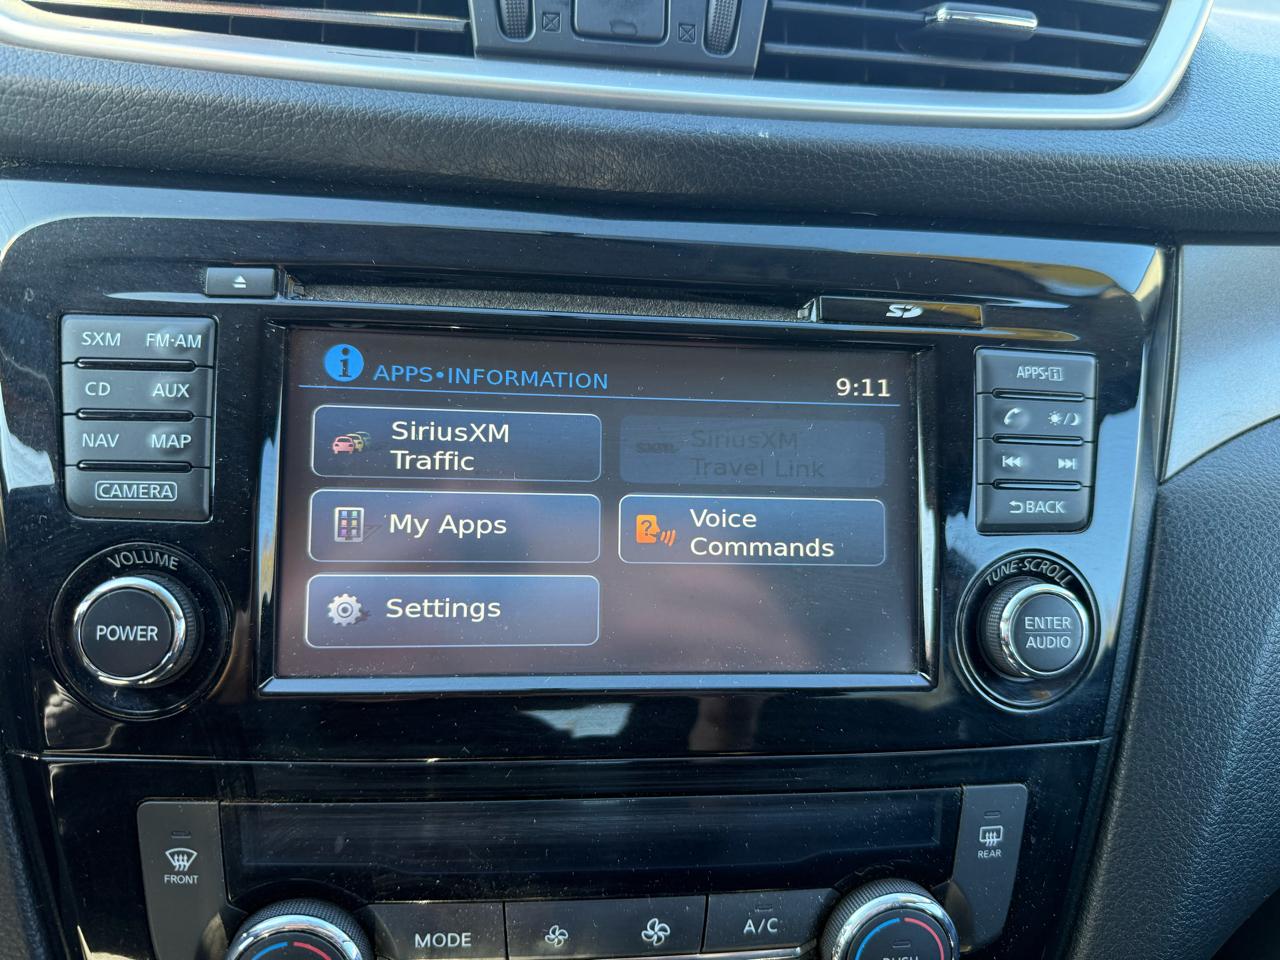 SD
SXM FM·AM
CD AUX
NAV MAP
CAMERA
VOLUME
POWER
i APPS•INFORMATION 9:11
SiriusXM
Traffic
SiriusXM
Travel Link
My Apps
Voice
Commands
?
Settings
APPS·i
BACK
TUNE·SCROLL
ENTER
AUDIO
FRONT
REAR
MODE
A/C
PUSH